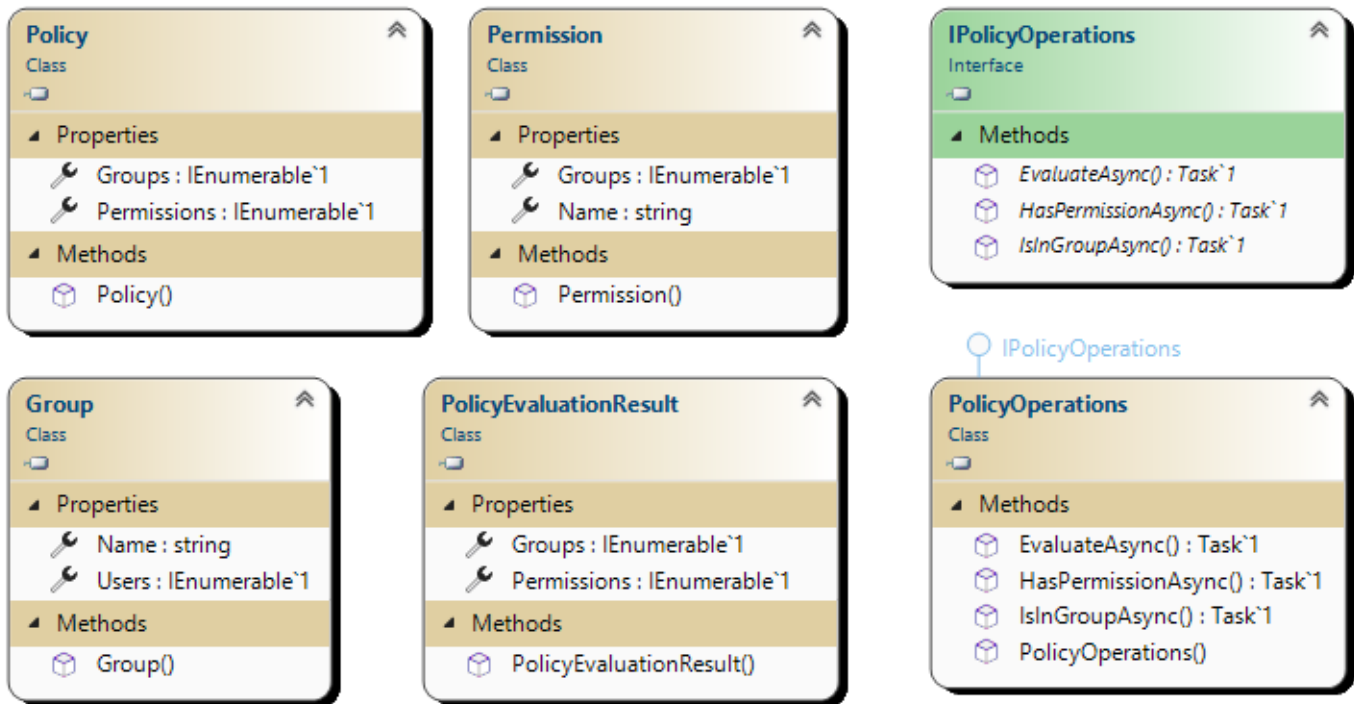 Policy
Class
Properties
Groups : IEnumerable`1
Permissions : IEnumerable`1
Methods
Policy()
Permission
Class
Properties
Groups : IEnumerable`1
Name : string
Methods
Permission()
IPolicyOperations
Interface
Methods
EvaluateAsync() : Task`1
HasPermissionAsync() : Task`1
IsInGroupAsync() : Task`1
Group
Class
Properties
Name : string
Users : IEnumerable`1
Methods
Group()
PolicyEvaluationResult
Class
Properties
Groups : IEnumerable`1
Permissions : IEnumerable`1
Methods
PolicyEvaluationResult()
IPolicyOperations
PolicyOperations
Class
Methods
EvaluateAsync() : Task`1
HasPermissionAsync() : Task`1
IsInGroupAsync() : Task`1
PolicyOperations()